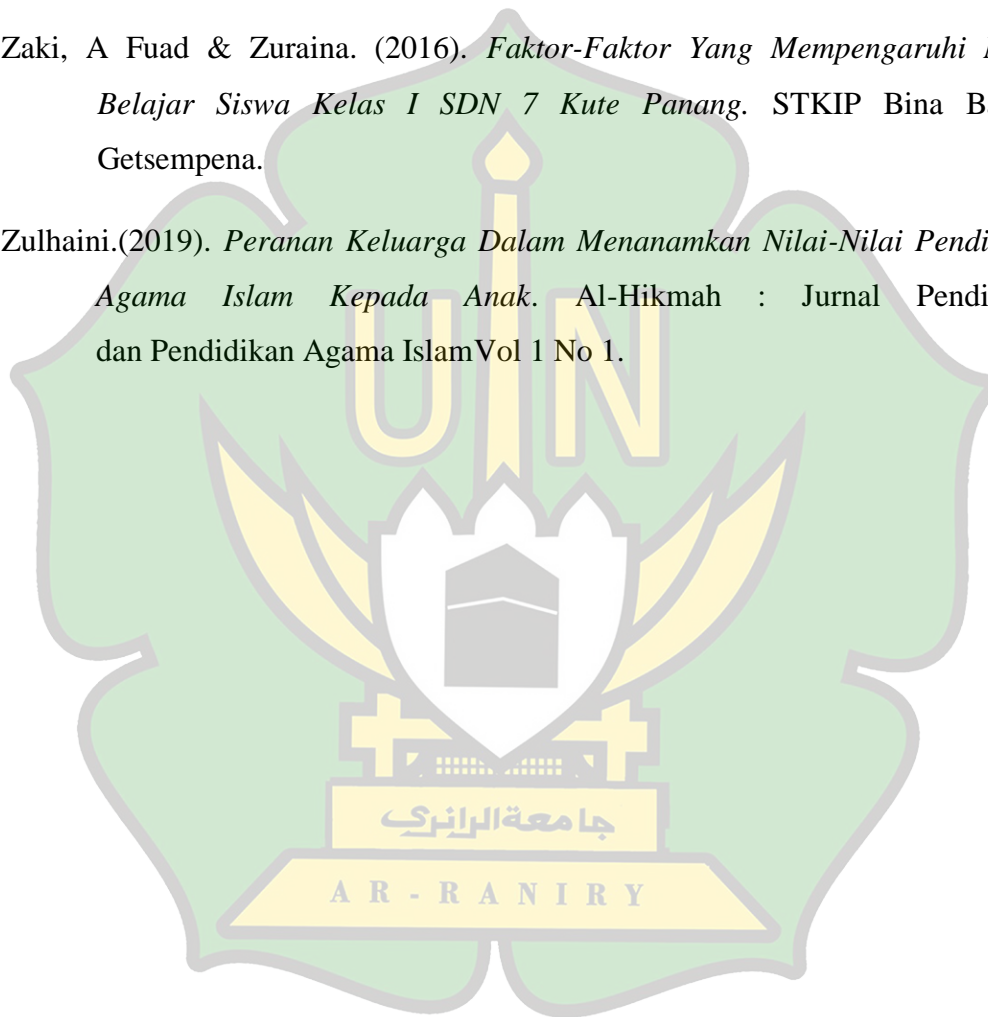 Zaki, A Fuad & Zuraina. (2016). Faktor-Faktor Yang Mempengaruhi
Belajar Siswa Kelas I SDN 7 Kute Panang. STKIP Bina
Getsempena.
Zulhaini.(2019). Peranan Keluarga Dalam Menanamkan Nilai-Nilai
Agama Islam Kepada Anak. Al-Hikmah : Jurnal
dan Pendidikan Agama IslamVol 1 No 1.
UIN
جامعةالرانري
AR-RANIRY